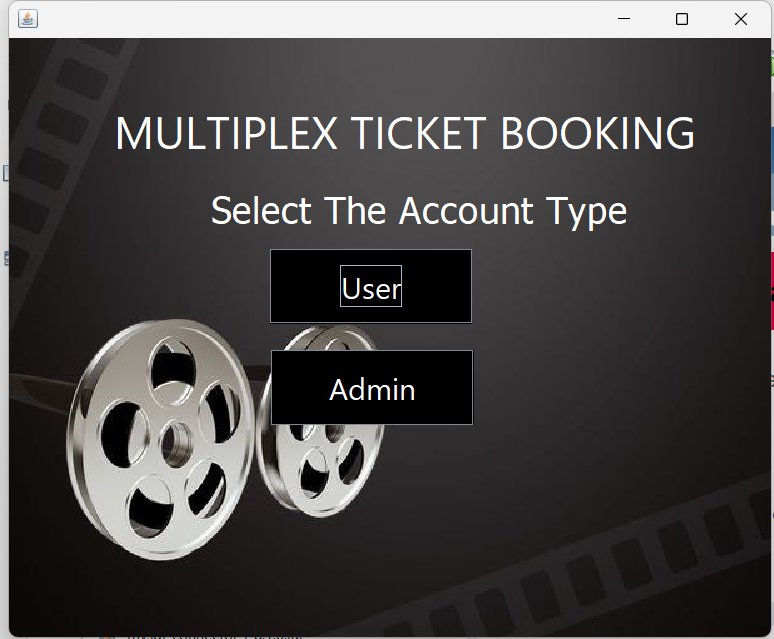 MULTIPLEX TICKET BOOKING
Select The Account Type
User
Admin